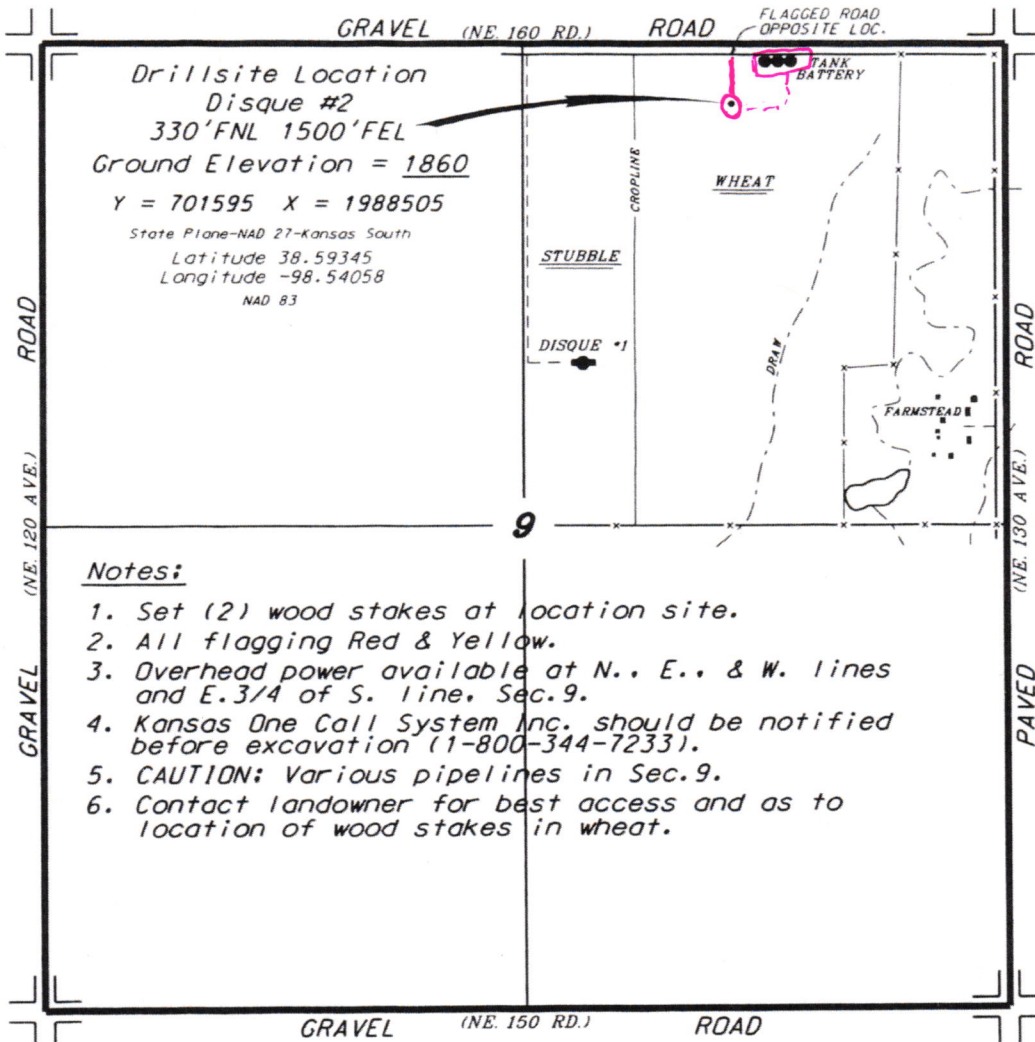 GRAVEL (NE. 160 RD.) ROAD
FLAGGED ROAD
OPPOSITE LOC.
TANK
BATTERY
Drillsite Location
Disque #2
330'FNL 1500'FEL
Ground Elevation = 1860
Y = 701595 X = 1988505
State Plane-NAD 27-Kansas South
Latitude 38.59345
Longitude -98.54058
NAD 83
CROPLINE
WHEAT
STUBBLE
DISQUE #1
DRAW
FARMSTEAD
GRAVEL (NE. 120 AVE.) ROAD
PAVED (NE. 130 AVE.) ROAD
9
Notes:
1. Set (2) wood stakes at location site.
2. All flagging Red & Yellow.
3. Overhead power available at N., E., & W. lines
and E.3/4 of S. line, Sec.9.
4. Kansas One Call System Inc. should be notified
before excavation (1-800-344-7233).
5. CAUTION: Various pipelines in Sec.9.
6. Contact landowner for best access and as to
location of wood stakes in wheat.
GRAVEL (NE. 150 RD.) ROAD